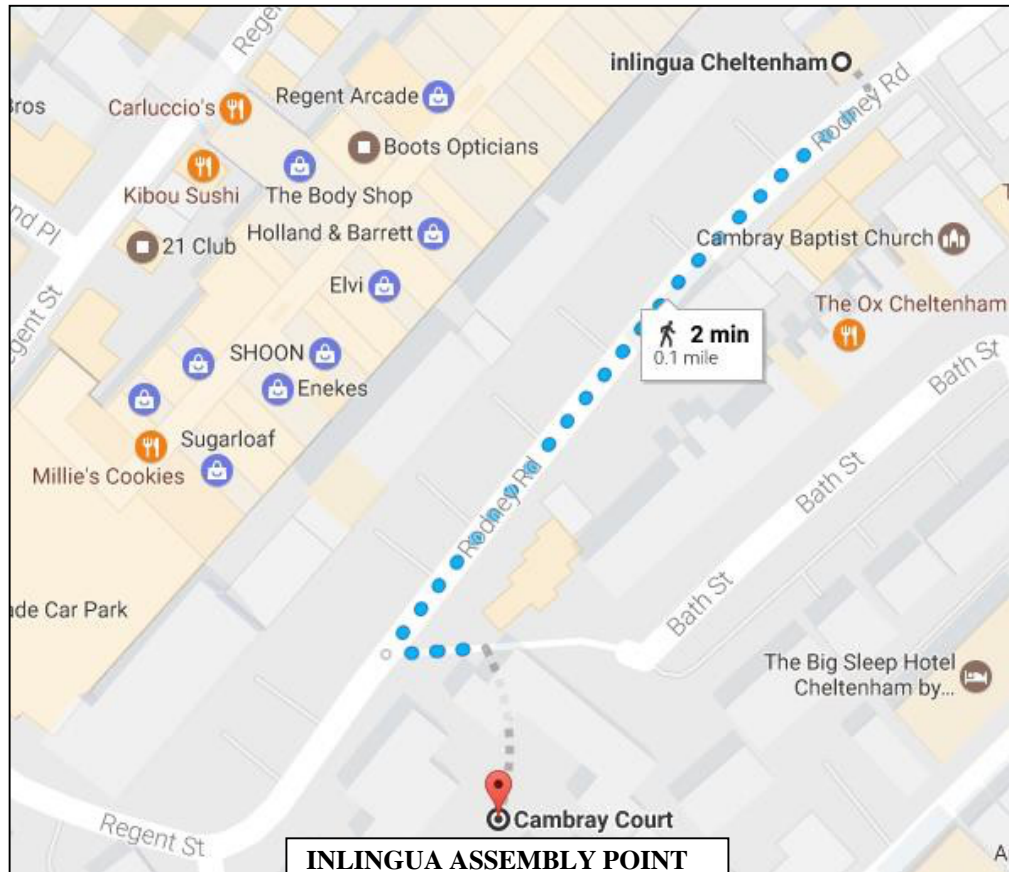 Regent
inlingua Cheltenham
Rodney Rd
Regent Arcade
Carluccio's
Boots Opticians
Kibou Sushi
The Body Shop
21 Club
Holland & Barrett
Cambray Baptist Church
Elvi
Regent St
The Ox Cheltenham
2 min
0.1 mile
SHOON
Enekes
Bath St
Sugarloaf
Millie's Cookies
Bath St
Rodney Rd
Bath St
Car Park
The Big Sleep Hotel
Cheltenham by...
Cambray Court
Regent St
INLINGUA ASSEMBLY POINT